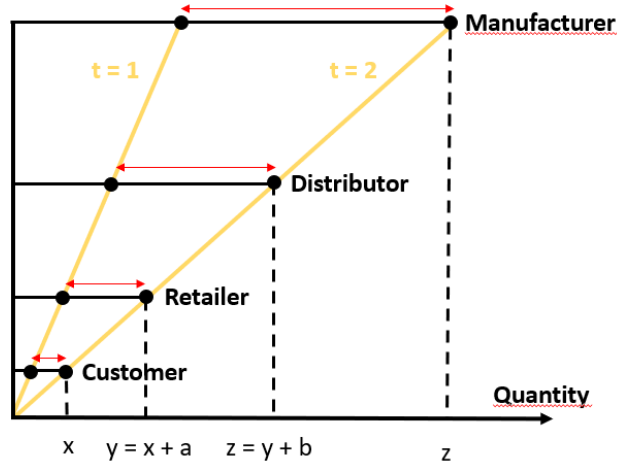 Manufacturer
t = 1
t = 2
Distributor
Retailer
Customer
Quantity
x
y = x + a
z = y + b
z